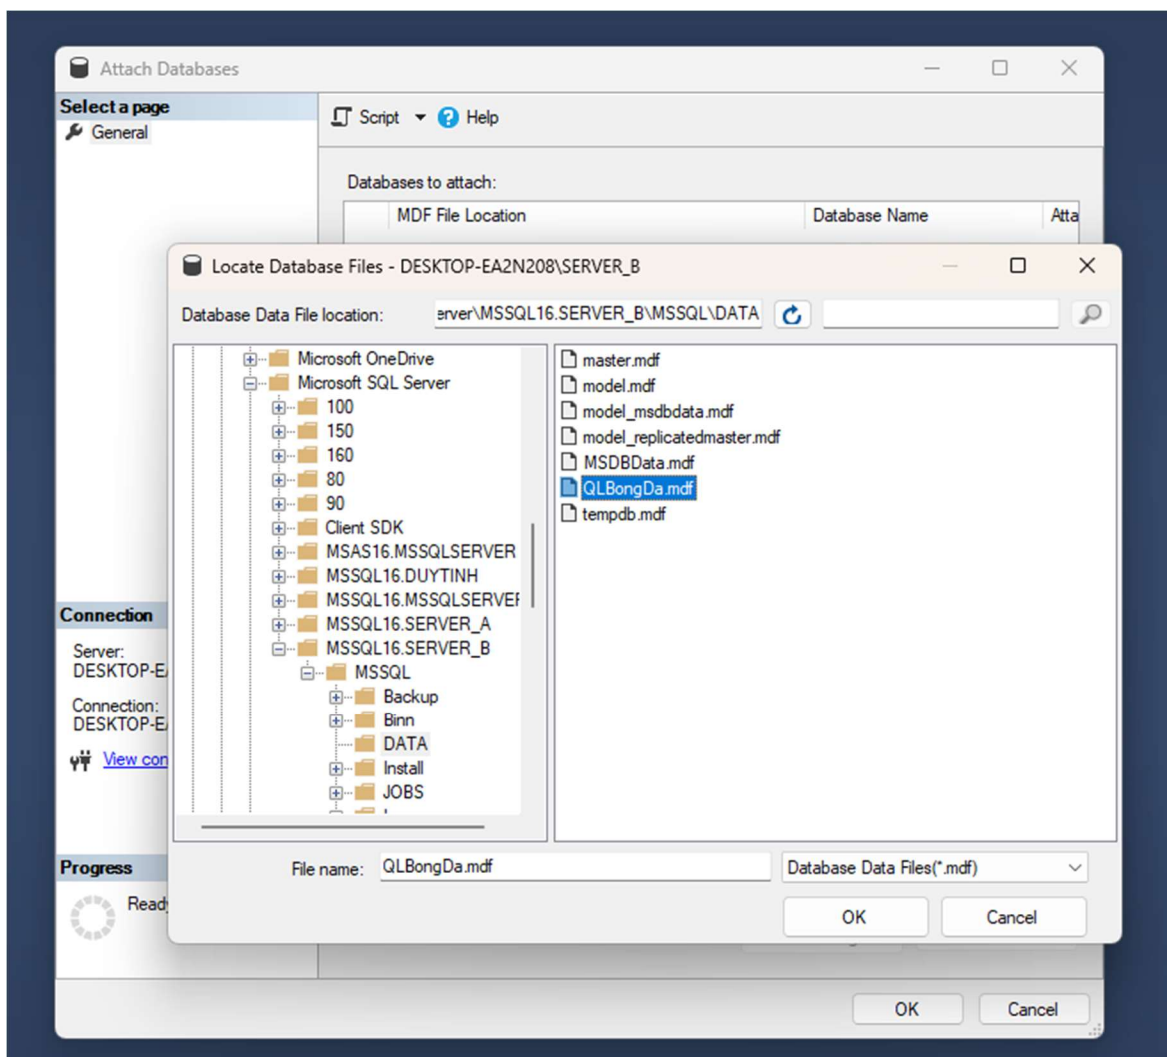 Attach Databases
Select a page
General
Script
Help
Databases to attach:
MDF File Location
Database Name
Locate Database Files - DESKTOP-EA2N208\SERVER_B
Database Data File location:
\MSSQL16.SERVER_B\MSSQL\DATA
Microsoft OneDrive
Microsoft SQL Server
100
150
160
80
90
Client SDK
MSAS16.MSSQLSERVER
MSSQL16.DUYTINH
MSSQL16.MSSQLSERVER
MSSQL16.SERVER_A
MSSQL16.SERVER_B
MSSQL
Backup
Binn
DATA
Install
JOBS
master.mdf
model.mdf
model_msdbdata.mdf
model_replicatedmaster.mdf
MSDBData.mdf
QLBongDa.mdf
tempdb.mdf
Connection
Server:
DESKTOP-E
Connection:
DESKTOP-E
View con
Progress
Read
File name:
QLBongDa.mdf
Database Data Files(*.mdf)
OK
Cancel
OK
Cancel